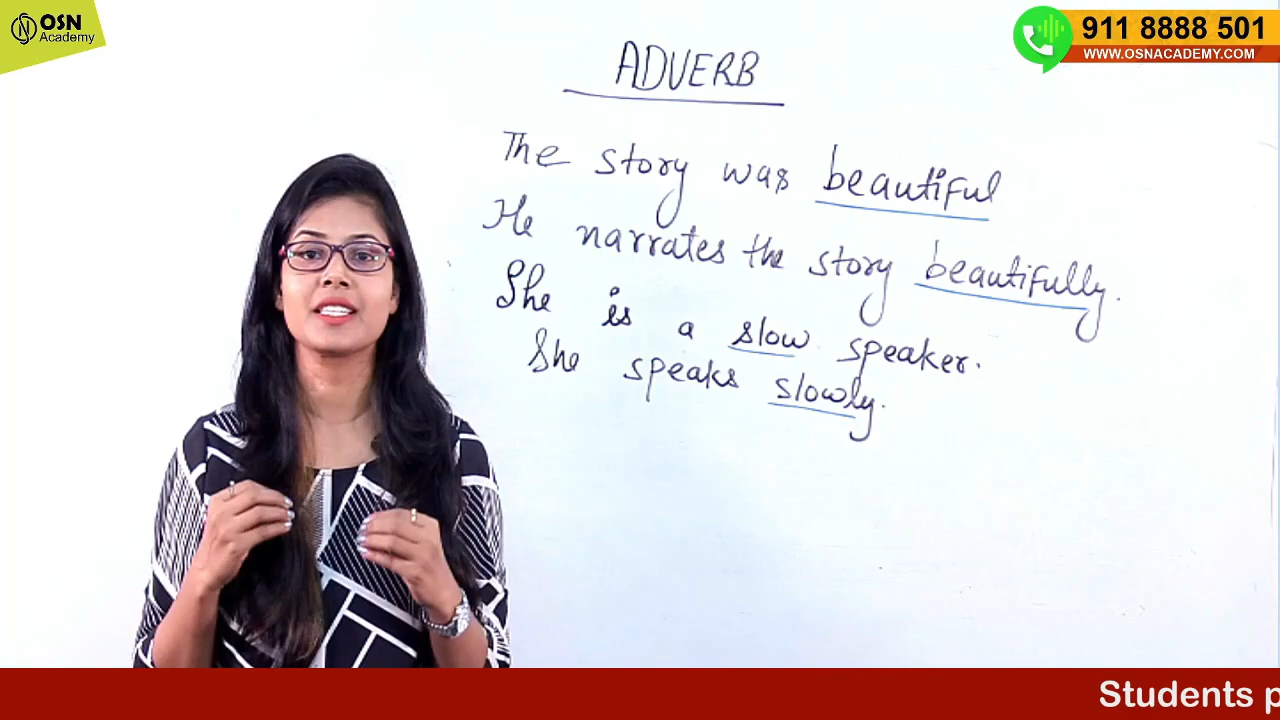 OSN
Academy
911 8888 501
WWW.OSNACADEMY.COM
ADVERB
The story was beautiful
He narrates the story beautifully.
She is a slow speaker.
She speaks slowly.
Students p